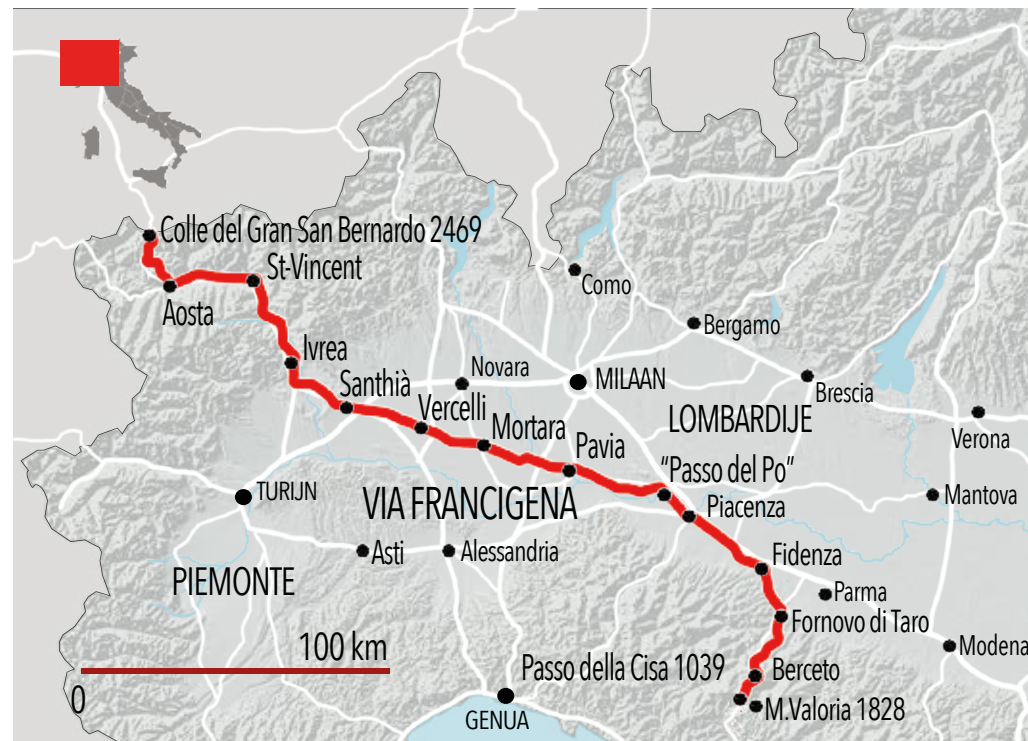 Colle del Gran San Bernardo 2469
St-Vincent
Aosta
Como
Bergamo
Ivrea
Novara
MILAAN
Santhià
Brescia
Vercelli
LOMBARDIJE
Mortara
Verona
Pavia
"Passo del Po"
TURIJN
VIA FRANCIGENA
Mantova
Piacenza
Asti
Alessandria
Fidenza
PIEMONTE
Parma
Fornovo di Taro
100 km
Modena
Passo della Cisa 1039
Berceto
0
M.Valoria 1828
GENUA